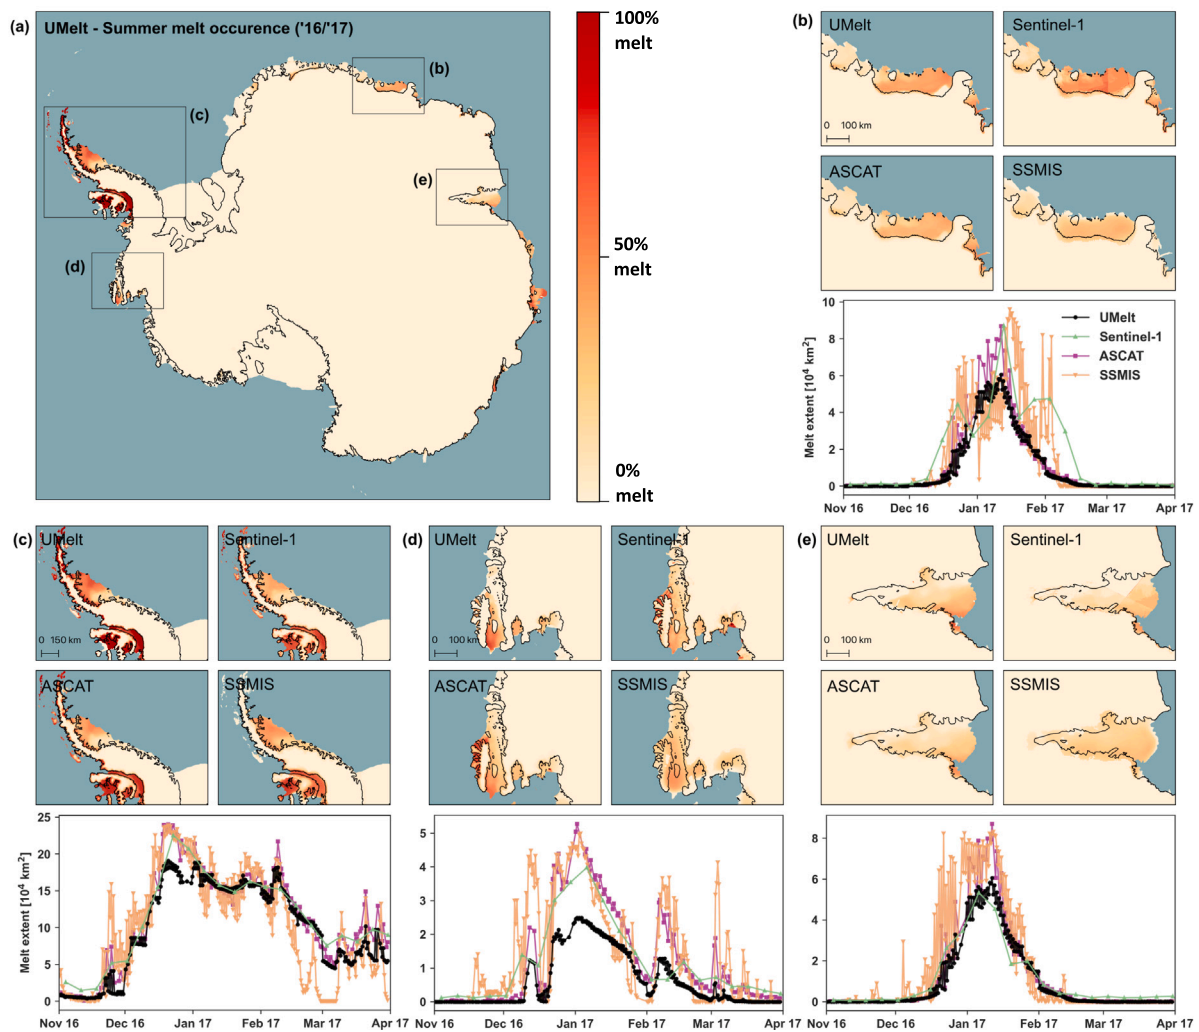 (a)
UMelt - Summer melt occurence ('16/'17)
(b)
(c)
(e)
(d)
100%
melt
50%
melt
0%
melt
(b)
UMelt
Sentinel-1
0 100 km
ASCAT
SSMIS
10
8
6
4
2
0
Melt extent [10⁴ km²]
UMelt
Sentinel-1
ASCAT
SSMIS
Nov 16 Dec 16 Jan 17 Feb 17 Mar 17 Apr 17
(c)
UMelt
Sentinel-1
0 150 km
ASCAT
SSMIS
25
20
15
10
5
0
Melt extent [10⁴ km²]
Nov 16 Dec 16 Jan 17 Feb 17 Mar 17 Apr 17
(d)
UMelt
Sentinel-1
0 100 km
ASCAT
SSMIS
5
4
3
2
1
0
Nov 16 Dec 16 Jan 17 Feb 17 Mar 17 Apr 17
(e)
UMelt
Sentinel-1
0 100 km
ASCAT
SSMIS
8
6
4
2
0
Nov 16 Dec 16 Jan 17 Feb 17 Mar 17 Apr 17